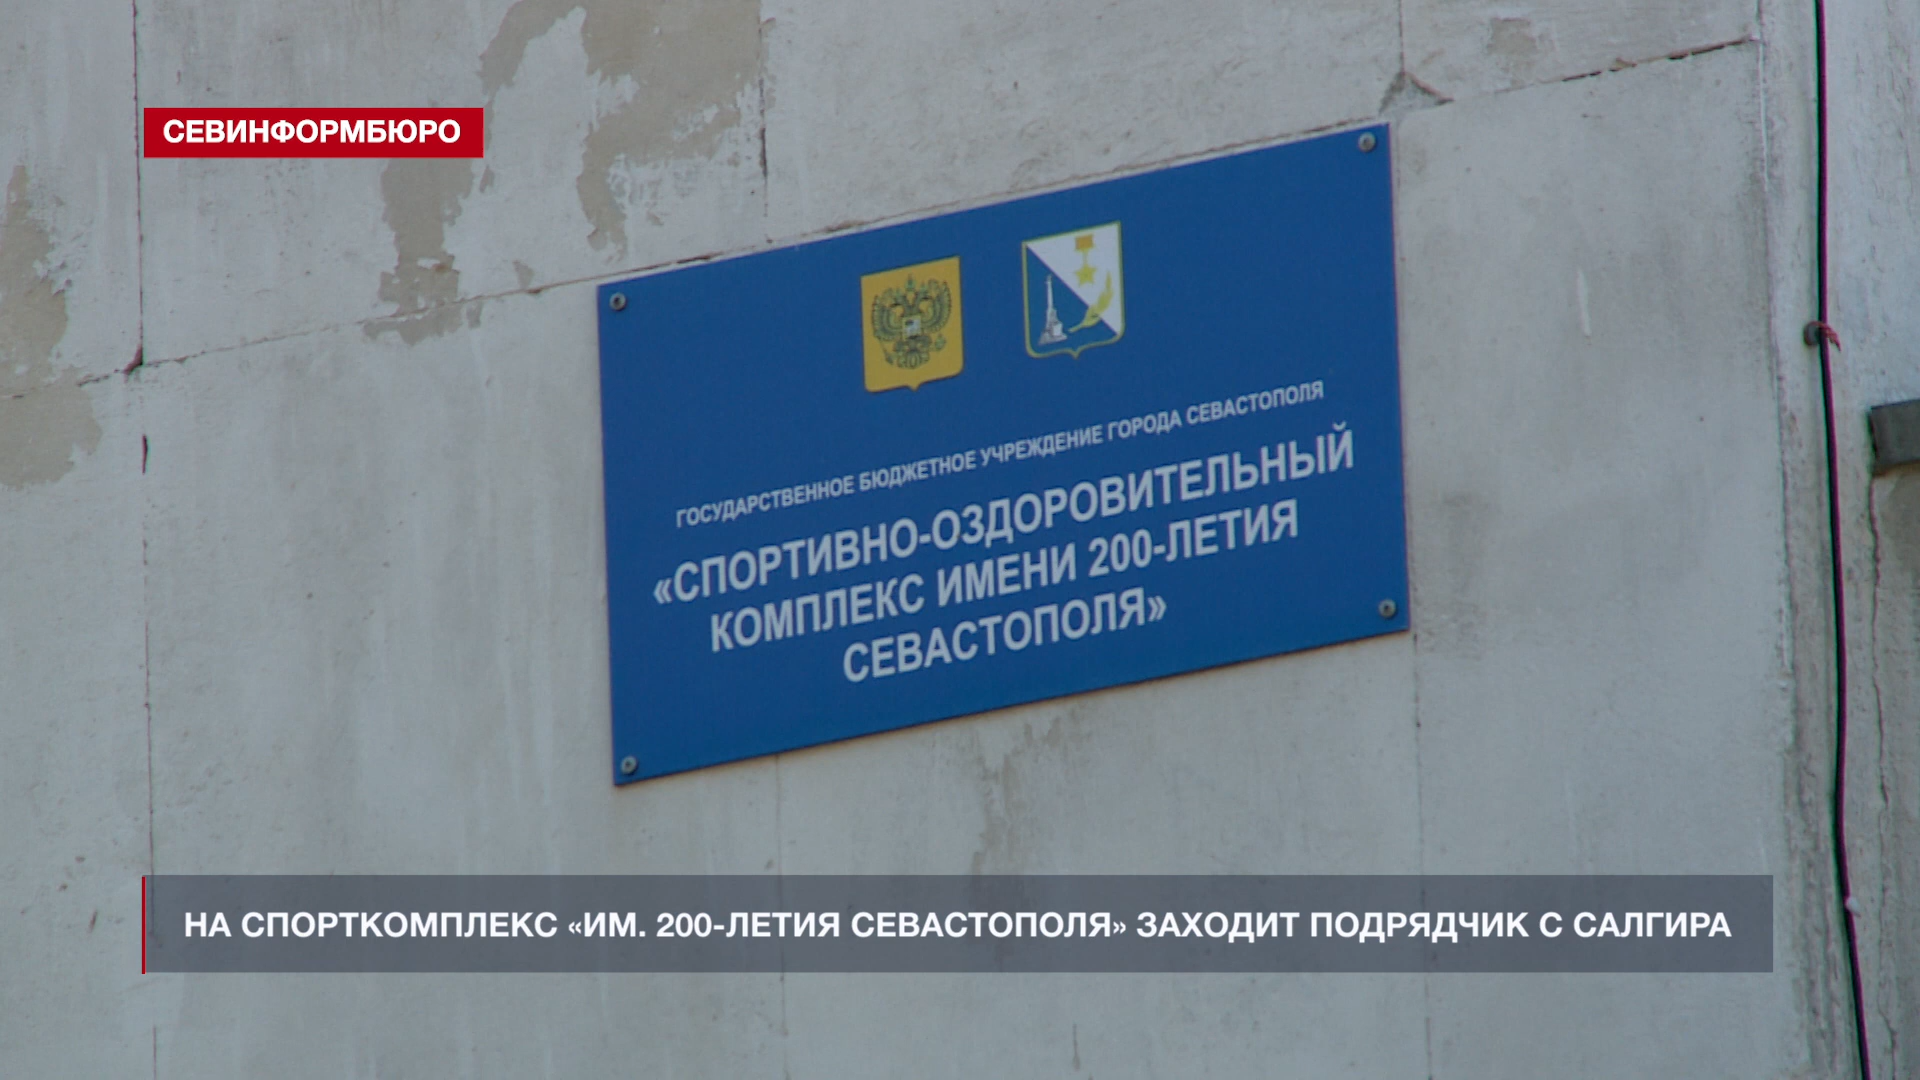 СЕВИНФОРМБЮРО
ГОСУДАРСТВЕННОЕ БЮДЖЕТНОЕ УЧРЕЖДЕНИЕ ГОРОДА СЕВАСТОПОЛЯ
«СПОРТИВНО-ОЗДОРОВИТЕЛЬНЫЙ
КОМПЛЕКС ИМЕНИ 200-ЛЕТИЯ
СЕВАСТОПОЛЯ»
НА СПОРТКОМПЛЕКС «ИМ. 200-ЛЕТИЯ СЕВАСТОПОЛЯ» ЗАХОДИТ ПОДРЯДЧИК С САЛГИРА